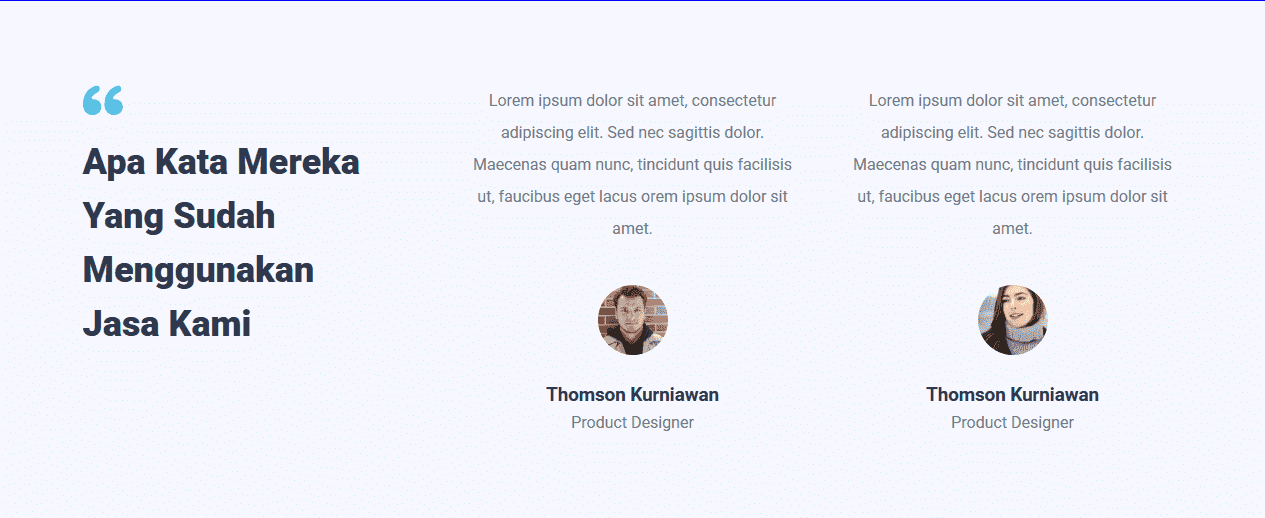 “
Apa Kata Mereka
Yang Sudah
Menggunakan
Jasa Kami
Lorem ipsum dolor sit amet, consectetur
adipiscing elit. Sed nec sagittis dolor.
Maecenas quam nunc, tincidunt quis facilisis
ut, faucibus eget lacus orem ipsum dolor sit
amet.
Thomson Kurniawan
Product Designer
Lorem ipsum dolor sit amet, consectetur
adipiscing elit. Sed nec sagittis dolor.
Maecenas quam nunc, tincidunt quis facilisis
ut, faucibus eget lacus orem ipsum dolor sit
amet.
Thomson Kurniawan
Product Designer